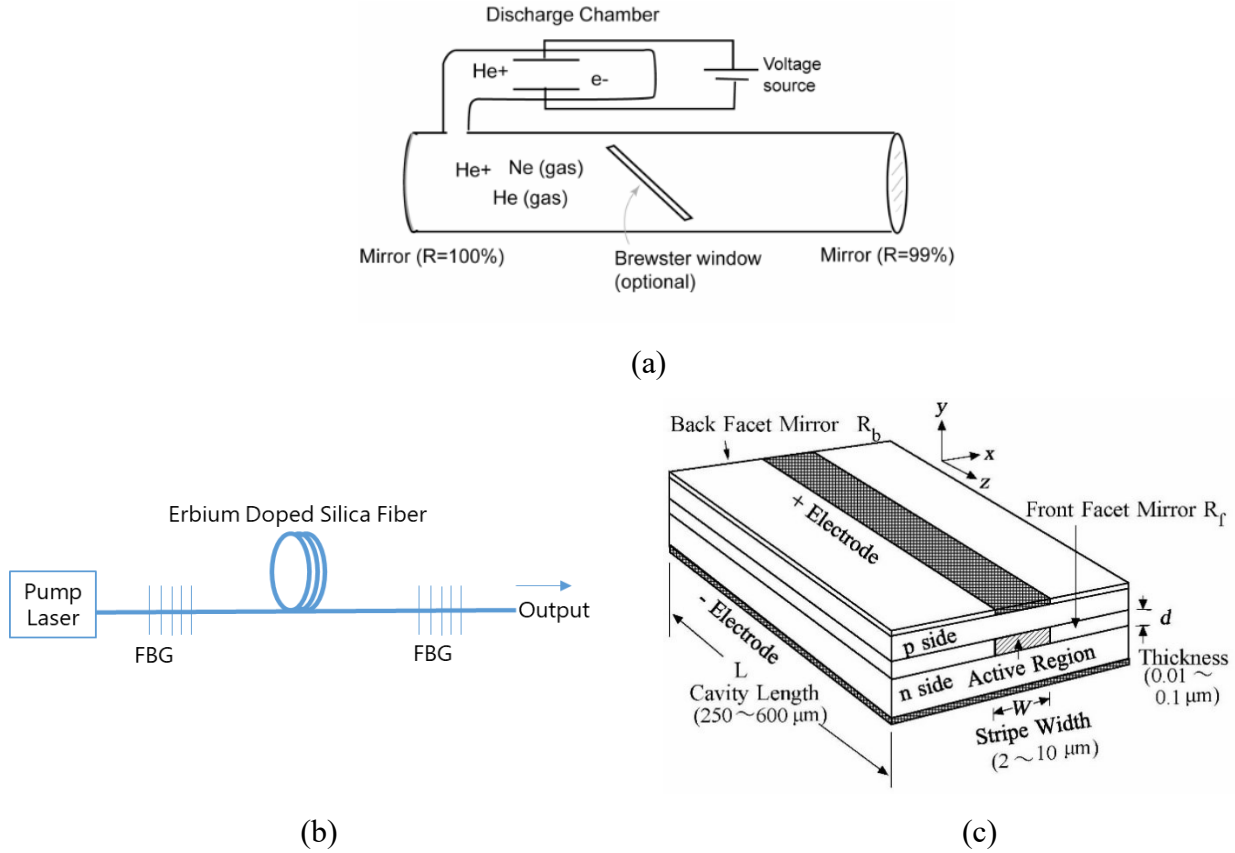 Discharge Chamber
He+
e-
Voltage
source
He+ Ne (gas)
He (gas)
Mirror (R=100%)
Brewster window
(optional)
Mirror (R=99%)
(a)
Erbium Doped Silica Fiber
Pump
Laser
FBG
FBG
Output
(b)
Back Facet Mirror R_b
y
x
z
+ Electrode
Front Facet Mirror R_f
- Electrode
p side
n side
Active Region
d
Thickness
(0.01～
0.1 μm)
L
Cavity Length
(250～600 μm)
W
Stripe Width
(2～10 μm)
(c)